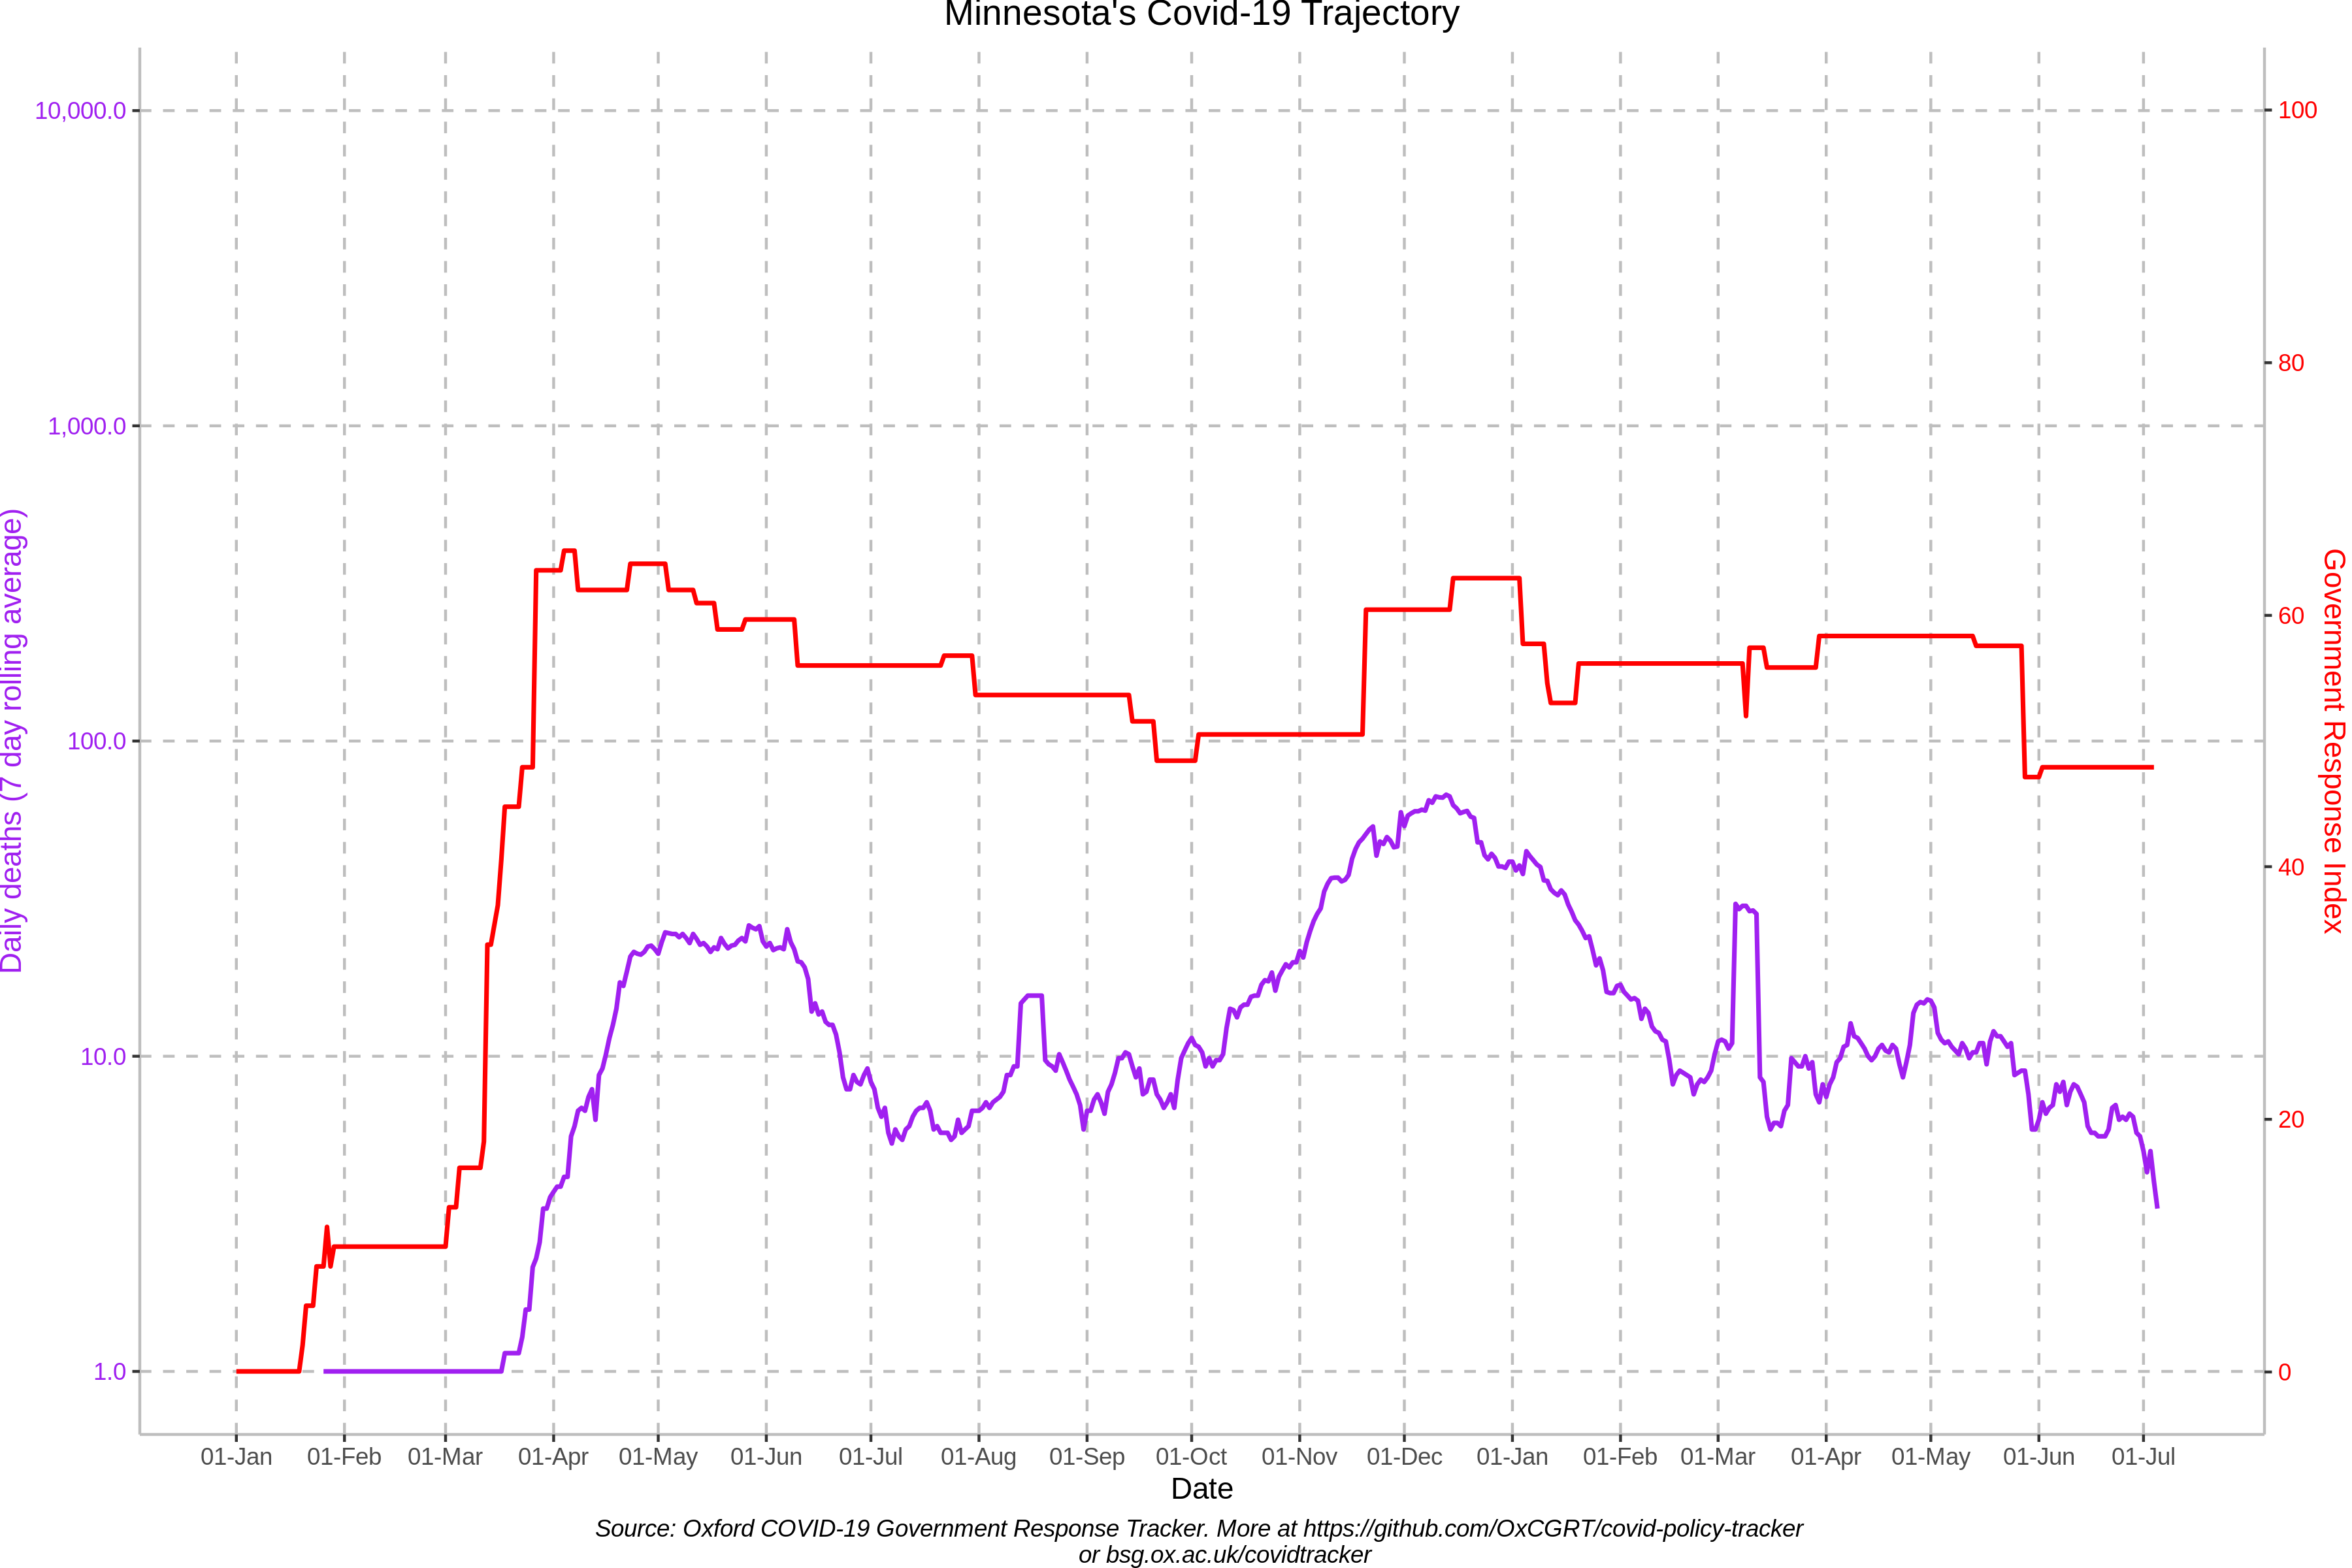 Minnesota's Covid-19 Trajectory
Daily deaths (7 day rolling average)
10,000.0
1,000.0
100.0
10.0
1.0
100
80
60
40
20
0
Government Response Index
01-Jan 01-Feb 01-Mar 01-Apr 01-May 01-Jun 01-Jul 01-Aug 01-Sep 01-Oct 01-Nov 01-Dec 01-Jan 01-Feb 01-Mar 01-Apr 01-May 01-Jun 01-Jul
Date
Source: Oxford COVID-19 Government Response Tracker. More at https://github.com/OxCGRT/covid-policy-tracker
or bsg.ox.ac.uk/covidtracker